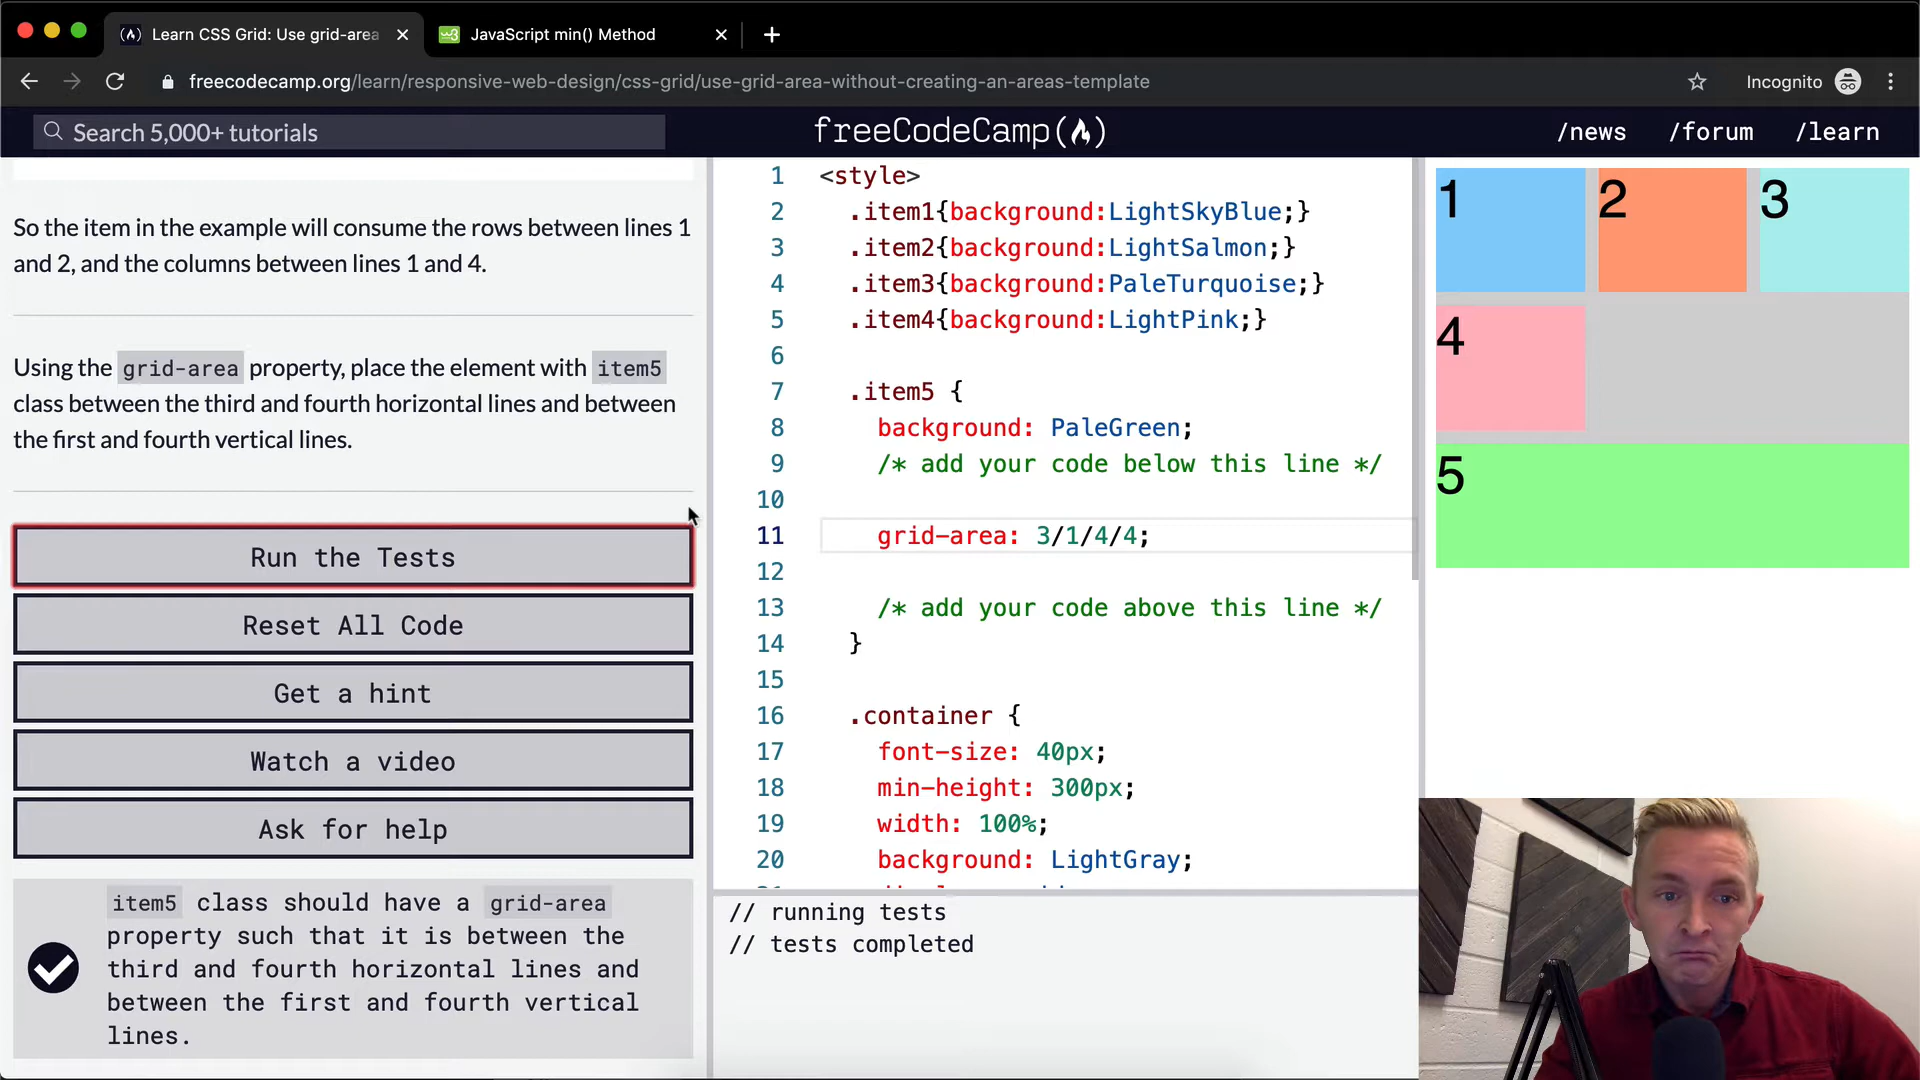 Learn CSS Grid: Use grid-area
JavaScript min() Method
freecodecamp.org/learn/responsive-web-design/css-grid/use-grid-area-without-creating-an-areas-template
Incognito
Search 5,000+ tutorials
freeCodeCamp
/news
/forum
/learn
So the item in the example will consume the rows between lines 1
and 2, and the columns between lines 1 and 4.
Using the grid-area property, place the element with item5
class between the third and fourth horizontal lines and between
the first and fourth vertical lines.
Run the Tests
Reset All Code
Get a hint
Watch a video
Ask for help
item5 class should have a grid-area
property such that it is between the
third and fourth horizontal lines and
between the first and fourth vertical
lines.
1 <style>
2 .item1{background:LightSkyBlue;}
3 .item2{background:LightSalmon;}
4 .item3{background:PaleTurquoise;}
5 .item4{background:LightPink;}
6
7 .item5 {
8 background: PaleGreen;
9 /* add your code below this line */
10
11 grid-area: 3/1/4/4;
12
13 /* add your code above this line */
14 }
15
16 .container {
17 font-size: 40px;
18 min-height: 300px;
19 width: 100%;
20 background: LightGray;
// running tests
// tests completed
1
2
3
4
5